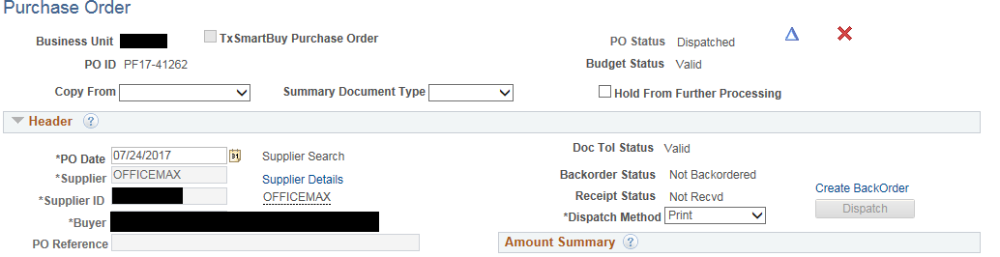 Purchase Order
Business Unit TxSmartBuy Purchase Order PO Status Dispatched
PO ID PF17-41262 Budget Status Valid
Copy From Summary Document Type Hold From Further Processing
Header ?
*PO Date 07/24/2017 31 Supplier Search Doc Tol Status Valid
*Supplier OFFICEMAX Supplier Details Backorder Status Not Backordered
*Supplier ID OFFICEMAX Receipt Status Not Recvd Create BackOrder
*Buyer *Dispatch Method Print Dispatch
PO Reference Amount Summary ?